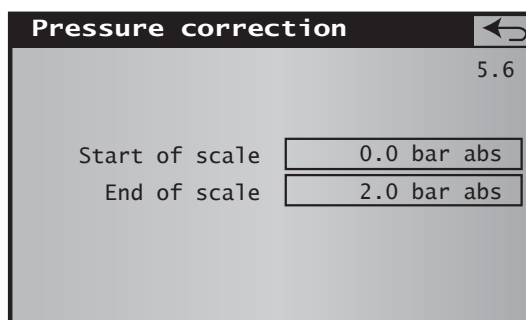 Pressure correction
5.6
Start of scale 0.0 bar abs
End of scale 2.0 bar abs